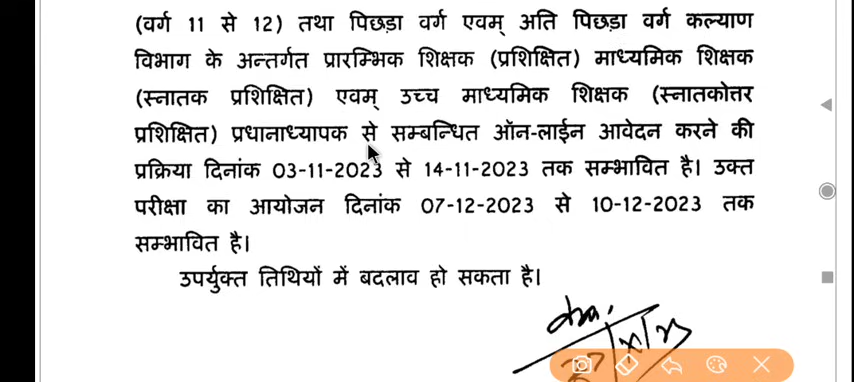 (वर्ग 11 से 12) तथा पिछड़ा वर्ग एवम् अति पिछड़ा वर्ग कल्याण
विभाग के अन्तर्गत प्रारम्भिक शिक्षक (प्रशिक्षित) माध्यमिक शिक्षक
(स्नातक प्रशिक्षित) एवम् उच्च माध्यमिक शिक्षक (स्नातकोत्तर
प्रशिक्षित) प्रधानाध्यापक से सम्बन्धित ऑन-लाईन आवेदन करने की
प्रक्रिया दिनांक 03-11-2023 से 14-11-2023 तक सम्भावित है। उक्त
परीक्षा का आयोजन दिनांक 07-12-2023 से 10-12-2023 तक
सम्भावित है।
उपर्युक्त तिथियों में बदलाव हो सकता है।